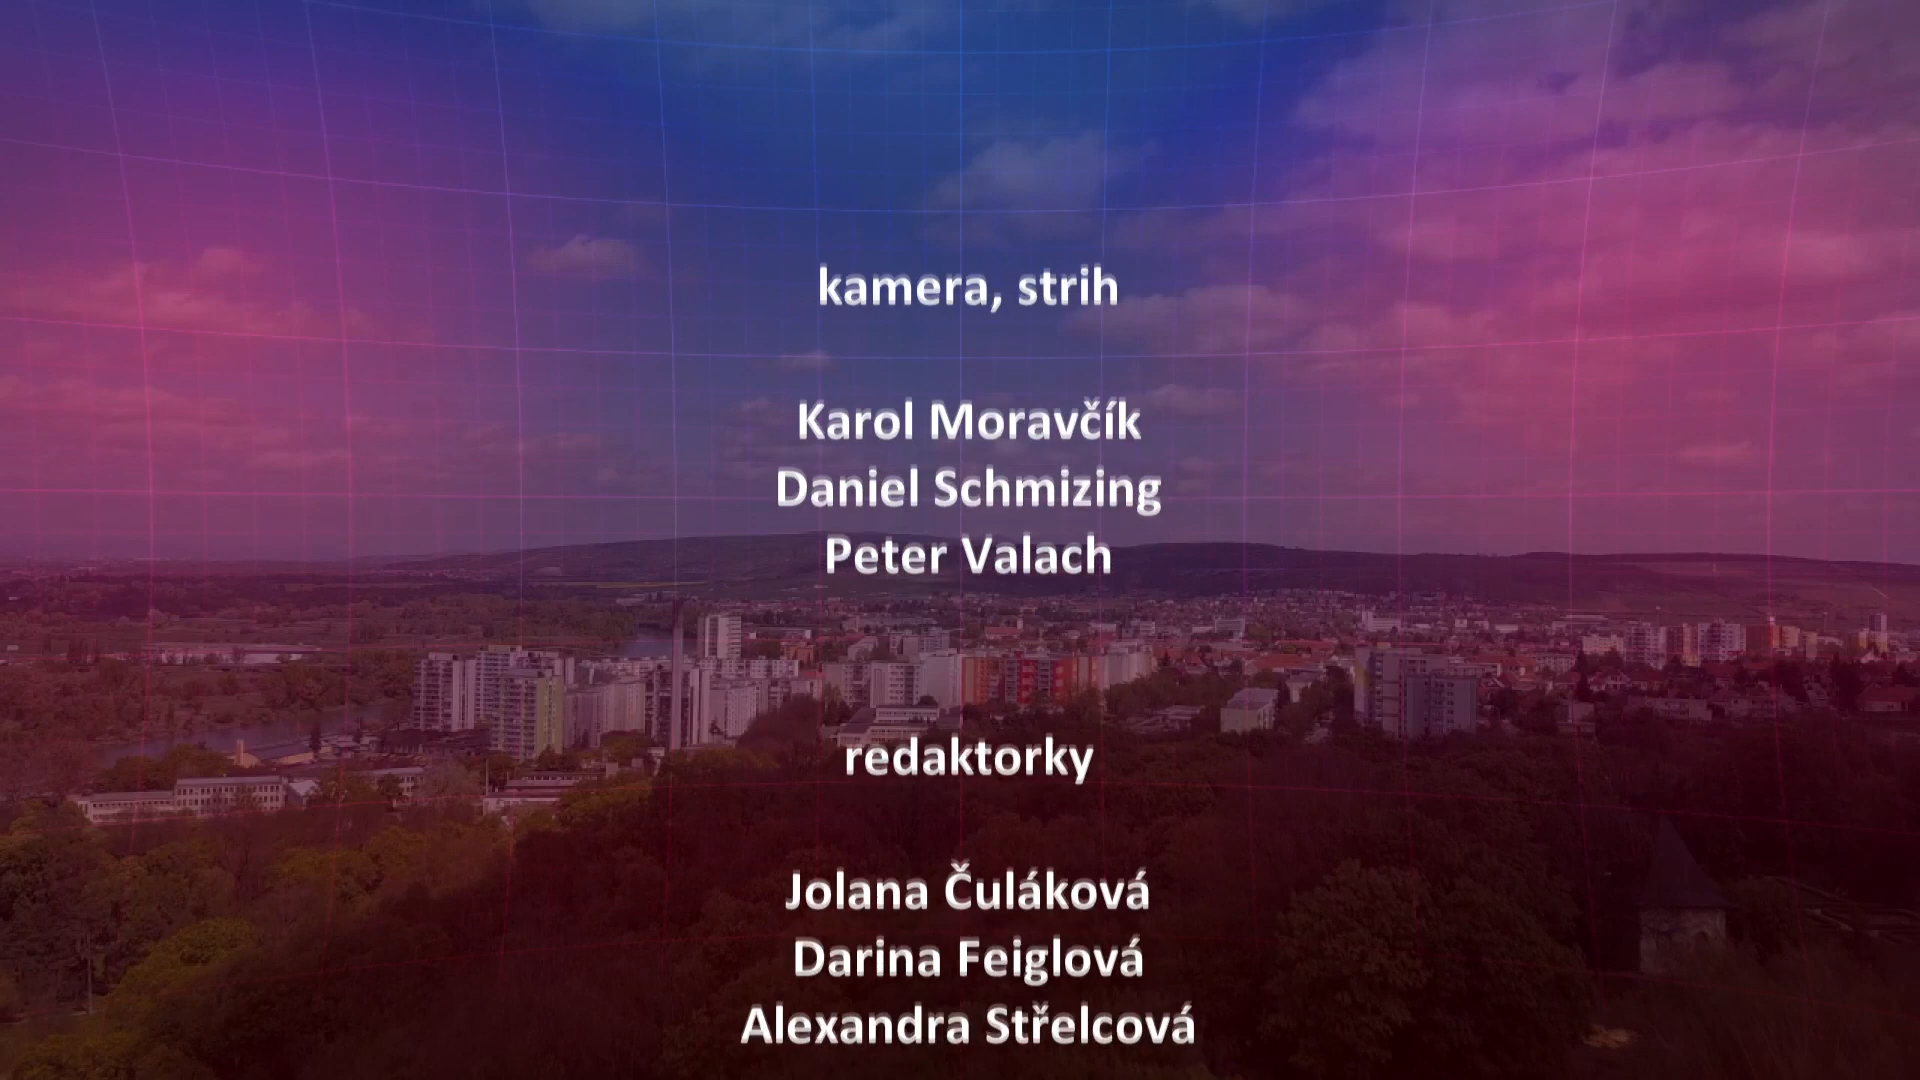 kamera, strih
Karol Moravčík
Daniel Schmizing
Peter Valach
redaktorky
Jolana Čuláková
Darina Feiglová
Alexandra Střelcová